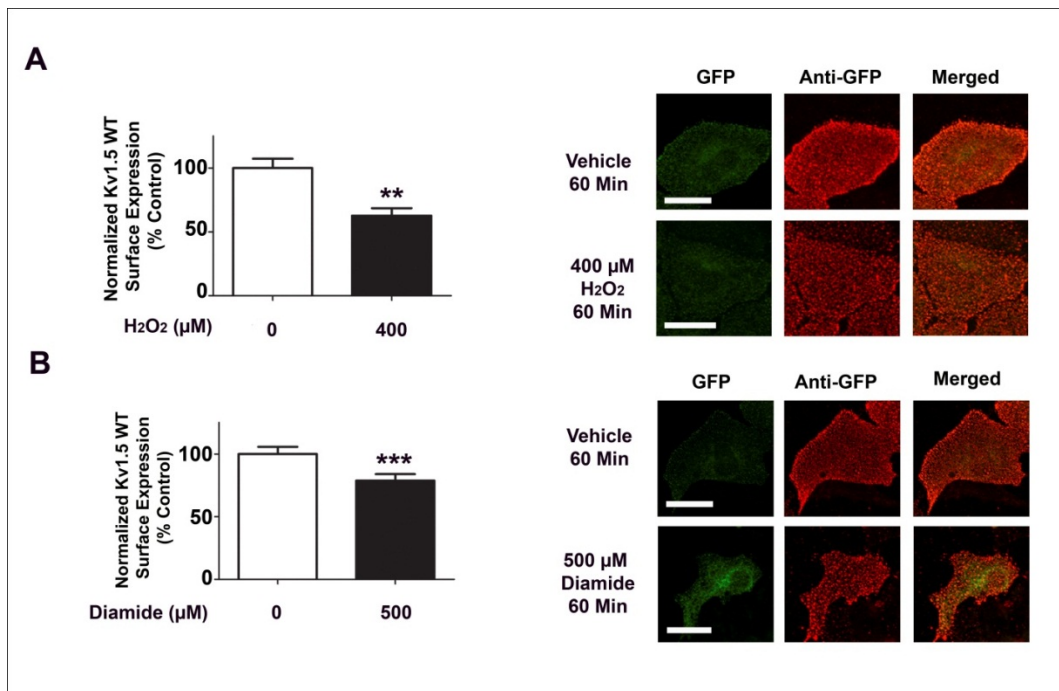 A
Normalized Kv1.5 WT
Surface Expression
(% Control)
100
50
0
**
0
400
H2O2 (µM)
GFP
Anti-GFP
Merged
Vehicle
60 Min
400 µM
H2O2
60 Min
B
Normalized Kv1.5 WT
Surface Expression
(% Control)
100
50
0
***
0
500
Diamide (µM)
GFP
Anti-GFP
Merged
Vehicle
60 Min
500 µM
Diamide
60 Min